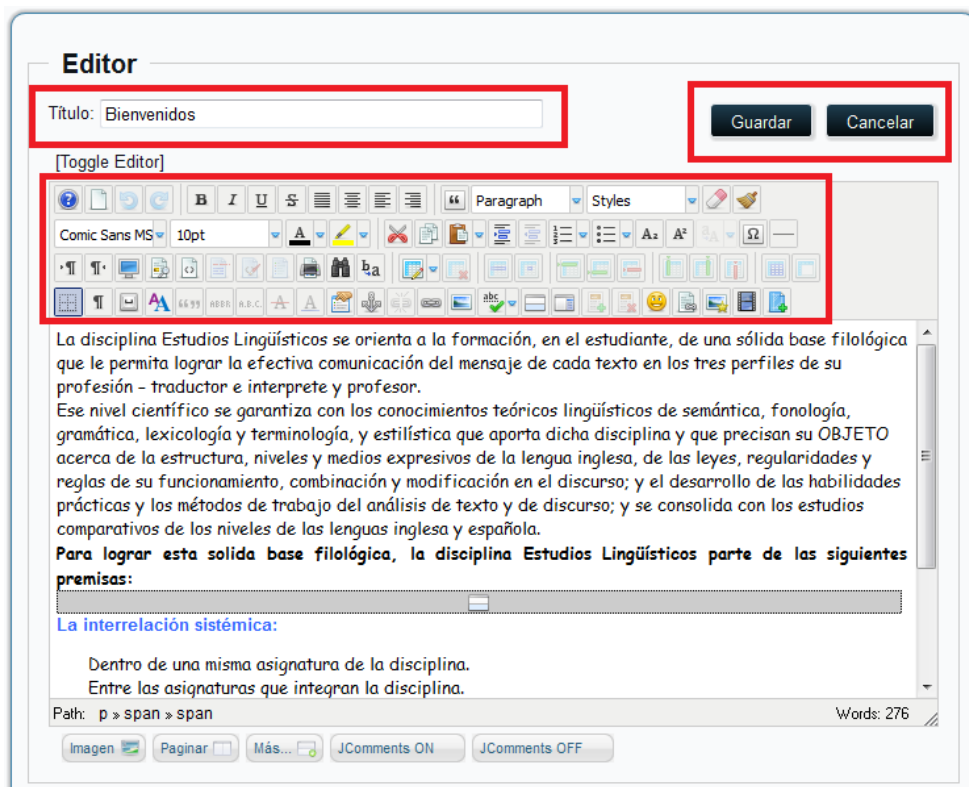 Editor
Título: Bienvenidos
Guardar Cancelar
[Toggle Editor]
B I U S Paragraph Styles
Comic Sans MS 10pt A A₂ A² Ω
ABBR A.B.C. A A abc
La disciplina Estudios Lingüísticos se orienta a la formación, en el estudiante, de una sólida base filológica
que le permita lograr la efectiva comunicación del mensaje de cada texto en los tres perfiles de su
profesión – traductor e interprete y profesor.
Ese nivel científico se garantiza con los conocimientos teóricos lingüísticos de semántica, fonología,
gramática, lexicología y terminología, y estilística que aporta dicha disciplina y que precisan su OBJETO
acerca de la estructura, niveles y medios expresivos de la lengua inglesa, de las leyes, regularidades y
reglas de su funcionamiento, combinación y modificación en el discurso; y el desarrollo de las habilidades
prácticas y los métodos de trabajo del análisis de texto y de discurso; y se consolida con los estudios
comparativos de los niveles de las lenguas inglesa y española.
Para lograr esta solida base filológica, la disciplina Estudios Lingüísticos parte de las siguientes
premisas:
La interrelación sistémica:
Dentro de una misma asignatura de la disciplina.
Entre las asignaturas que integran la disciplina.
Path: p » span » span Words: 276
Imagen Paginar Más... JComments ON JComments OFF